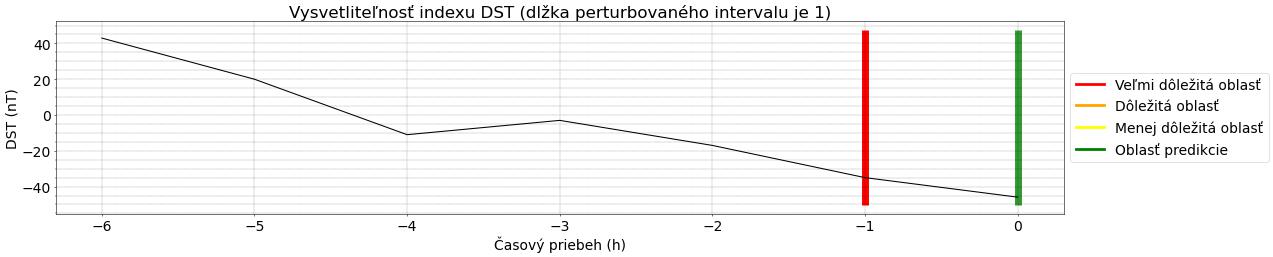 Vysvetliteľnosť indexu DST (dĺžka perturbovaného intervalu je 1)
DST (nT)
40
20
0
−20
−40
−6 −5 −4 −3 −2 −1 0
Časový priebeh (h)
Veľmi dôležitá oblasť
Dôležitá oblasť
Menej dôležitá oblasť
Oblasť predikcie